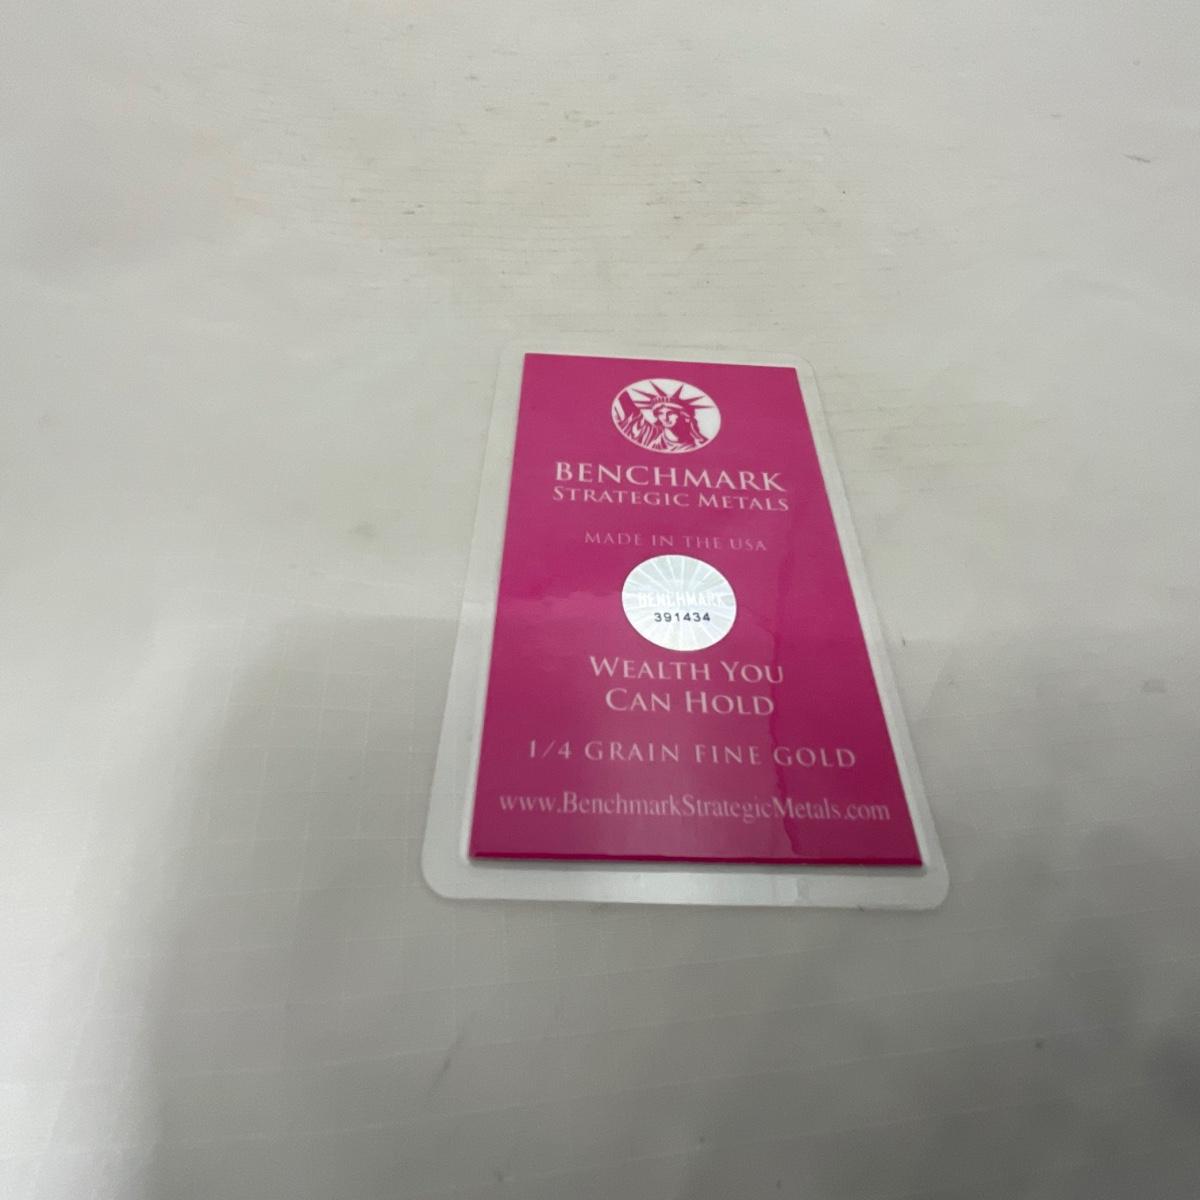 BENCHMARK
STRATEGIC METALS
MADE IN THE USA
BENCHMARK
391434
WEALTH YOU
CAN HOLD
1/4 GRAIN FINE GOLD
www.BenchmarkStrategicMetals.com